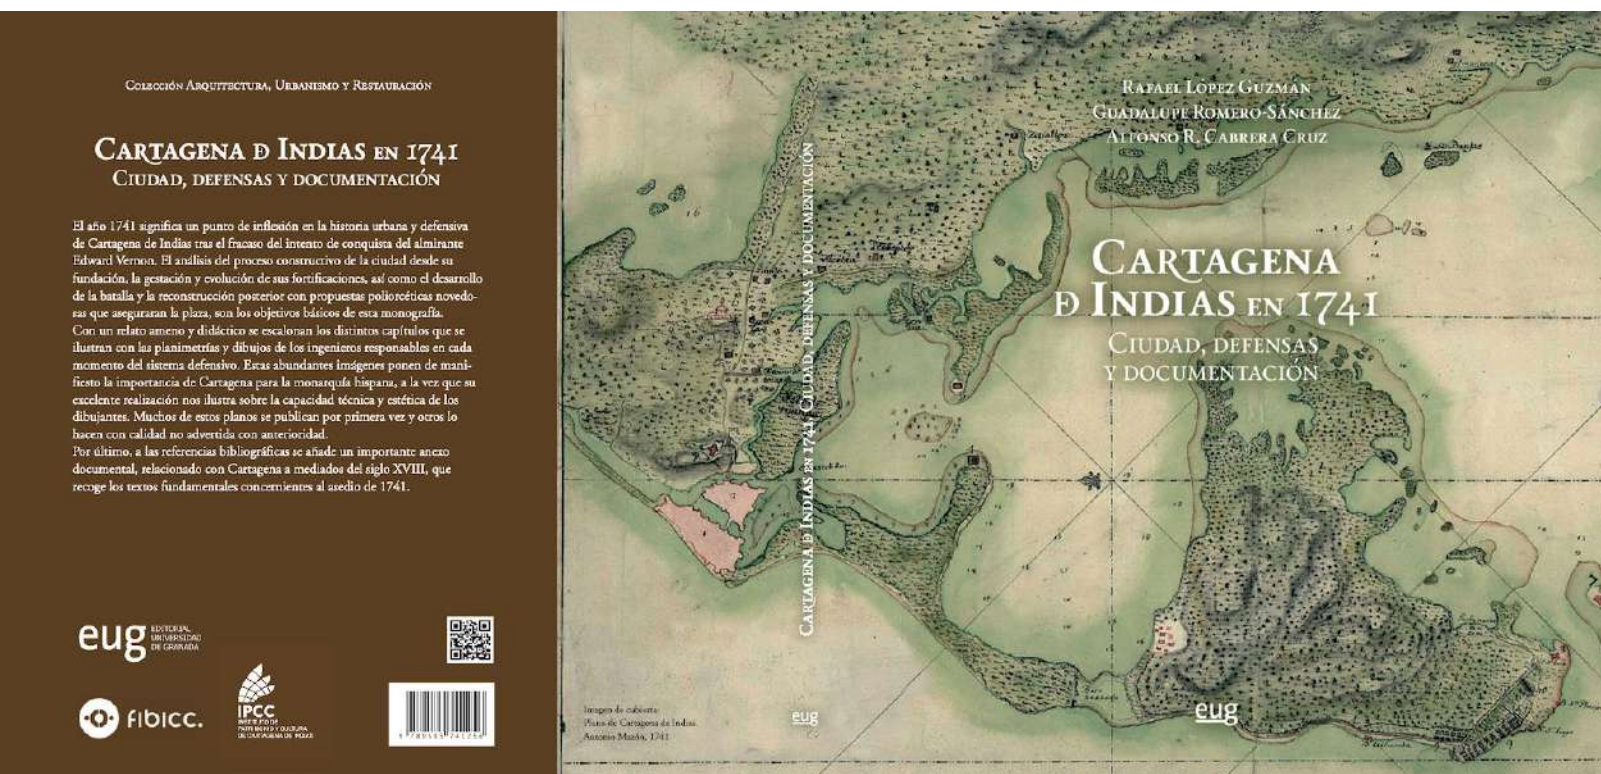 Colección Arquitectura, Urbanismo y Restauración
Cartagena D Indias en 1741
Ciudad, defensas y documentación
El año 1741 significa un punto de inflexión en la historia urbana y defensiva
de Cartagena de Indias tras el fracaso del intento de conquista del almirante
Edward Vernon. El análisis del proceso constructivo de la ciudad desde su
fundación, la gestación y evolución de sus fortificaciones, así como el desarrollo
de la batalla y la reconstrucción posterior con propuestas poliorcéticas novedo-
sas que aseguraran la plaza, son los objetivos básicos de esta monografía.
Con un relato ameno y didáctico se escalonan los distintos capítulos que se
ilustran con las planimetrías y dibujos de los ingenieros responsables en cada
momento del sistema defensivo. Estas abundantes imágenes ponen de mani-
fiesto la importancia de Cartagena para la monarquía hispana, a la vez que su
excelente realización nos ilustra sobre la capacidad técnica y estética de los
dibujantes. Muchos de estos planos se publican por primera vez y otros lo
hacen con calidad no advertida con anterioridad.
Por último, a las referencias bibliográficas se añade un importante anexo
documental, relacionado con Cartagena a mediados del siglo XVIII, que
recoge los textos fundamentales concernientes al asedio de 1741.
eug
EDITORIAL
UNIVERSIDAD
DE GRANADA
fibicc.
IPCC
INSTITUTO DE
PATRIMONIO Y CULTURA
DE CARTAGENA DE INDIAS
Cartagena D Indias en 1741. Ciudad, defensas y documentación
eug
Imagen de cubierta:
Plano de Cartagena de Indias.
Antonio Mazón, 1741
Rafael López Guzmán
Guadalupe Romero-Sánchez
Alfonso R. Cabrera Cruz
Cartagena
D Indias en 1741
Ciudad, defensas
y documentación
eug